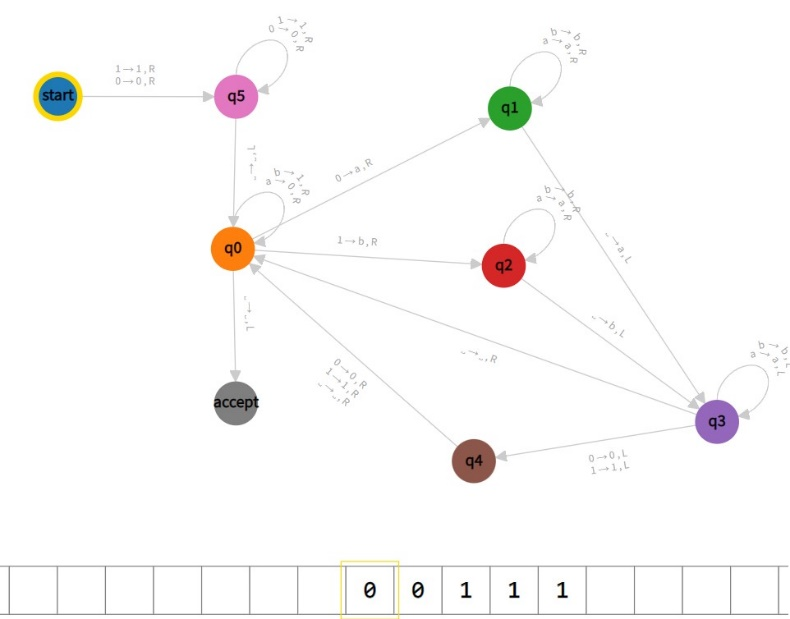 1→1,R
0→0,R
b→b,R
a→a,R
start
1→1,R
0→0,R
q5
q1
b→1,R
a→0,R
0→a,R
b→b,R
a→a,R
q0
1→b,R
q2
␣→a,L
␣→b,L
␣→␣,L
␣→␣,R
b→b,L
a→a,L
0→0,R
1→1,R
␣→␣,R
accept
q3
q4
0→0,L
1→1,L
0 0 1 1 1